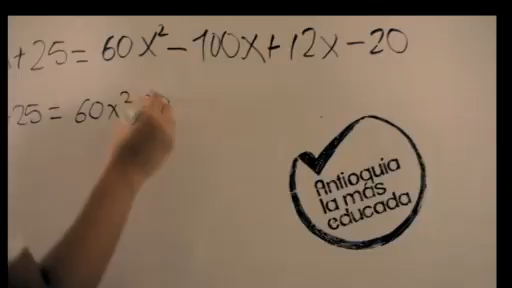 +25 = 60x² - 100x + 12x - 20
25 = 60x²
Antioquia
la más
educada